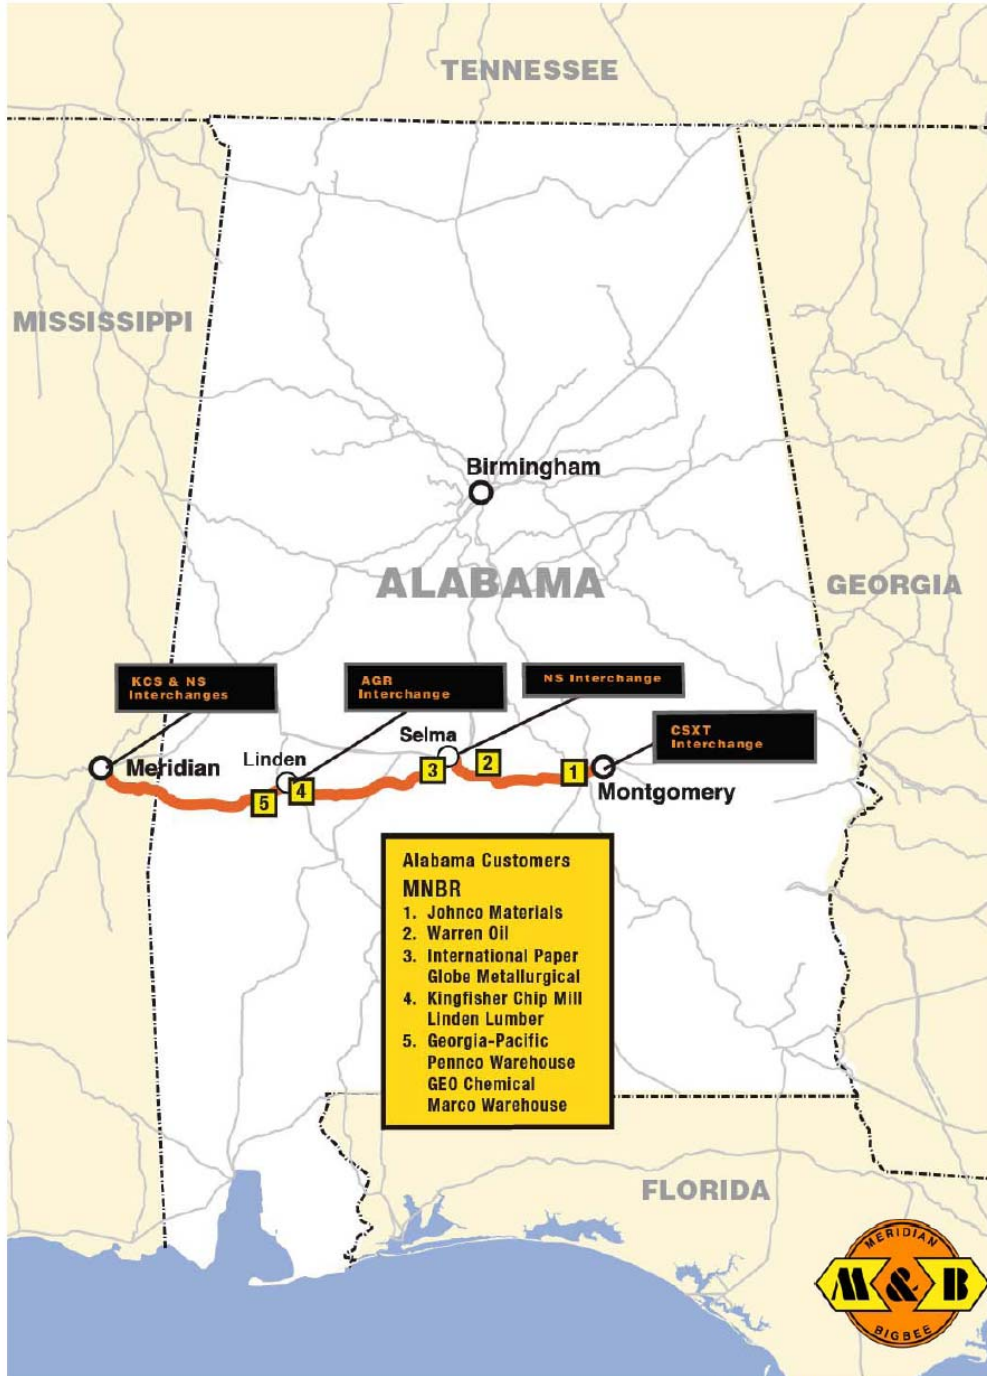 TENNESSEE
MISSISSIPPI
Birmingham
ALABAMA
GEORGIA
KCS & NS
Interchanges
AGR
Interchange
NS Interchange
CSXT
Interchange
Selma
Linden
Meridian
Montgomery
5
4
3
2
1
Alabama Customers
MNBR
1. Johnco Materials
2. Warren Oil
3. International Paper
Globe Metallurgical
4. Kingfisher Chip Mill
Linden Lumber
5. Georgia-Pacific
Pennco Warehouse
GEO Chemical
Marco Warehouse
FLORIDA
MERIDIAN
M & B
BIGBEE